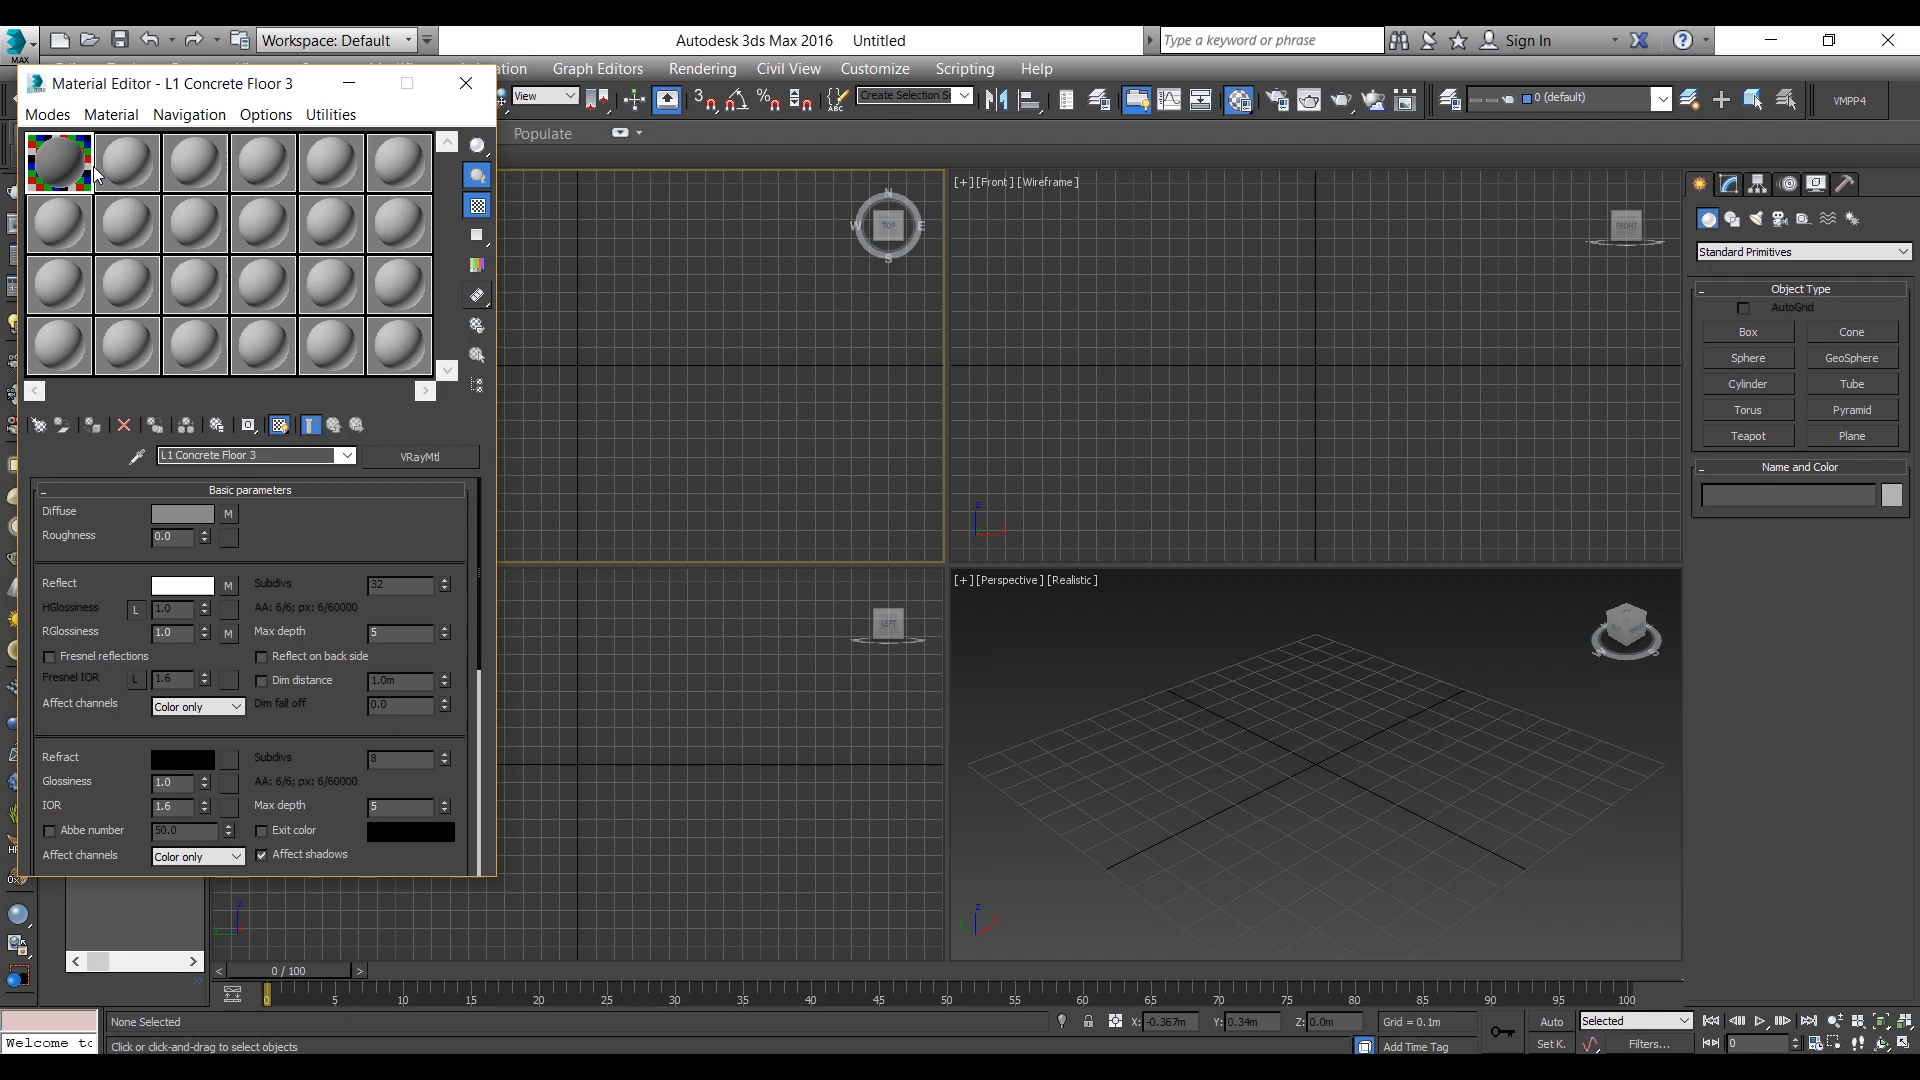 MAX
Workspace: Default
Autodesk 3ds Max 2016 Untitled
Type a keyword or phrase
Sign In
Material Editor - L1 Concrete Floor 3
Graph Editors Rendering Civil View Customize Scripting Help
Modes Material Navigation Options Utilities
View
3
ABC
0 (default)
VMPP4
Populate
[+] [Front ] [Wireframe ]
N
W TOP E
S
FRONT
Standard Primitives
Object Type
AutoGrid
Box Cone
Sphere GeoSphere
Cylinder Tube
Torus Pyramid
Teapot Plane
Name and Color
L1 Concrete Floor 3
VRayMtl
Basic parameters
Diffuse M
Roughness 0.0
Reflect M Subdivs 32
HGlossiness L 1.0 AA: 6/6; px: 6/60000
RGlossiness 1.0 M Max depth 5
Fresnel reflections Reflect on back side
Fresnel IOR L 1.6 Dim distance 1.0m
Affect channels Color only Dim fall off 0.0
Refract Subdivs 8
Glossiness 1.0 AA: 6/6; px: 6/60000
IOR 1.6 Max depth 5
Abbe number 50.0 Exit color
Affect channels Color only Affect shadows
LEFT
[+] [Perspective ] [Realistic ]
z
z
z
0 / 100
0 5 10 15 20 25 30 35 40 45 50 55 60 65 70 75 80 85 90 95 100
None Selected
X: -0.367m Y: 0.34m Z: 0.0m Grid = 0.1m
Auto Selected
Welcome to
Click or click-and-drag to select objects
Add Time Tag
Set K. Filters... 0